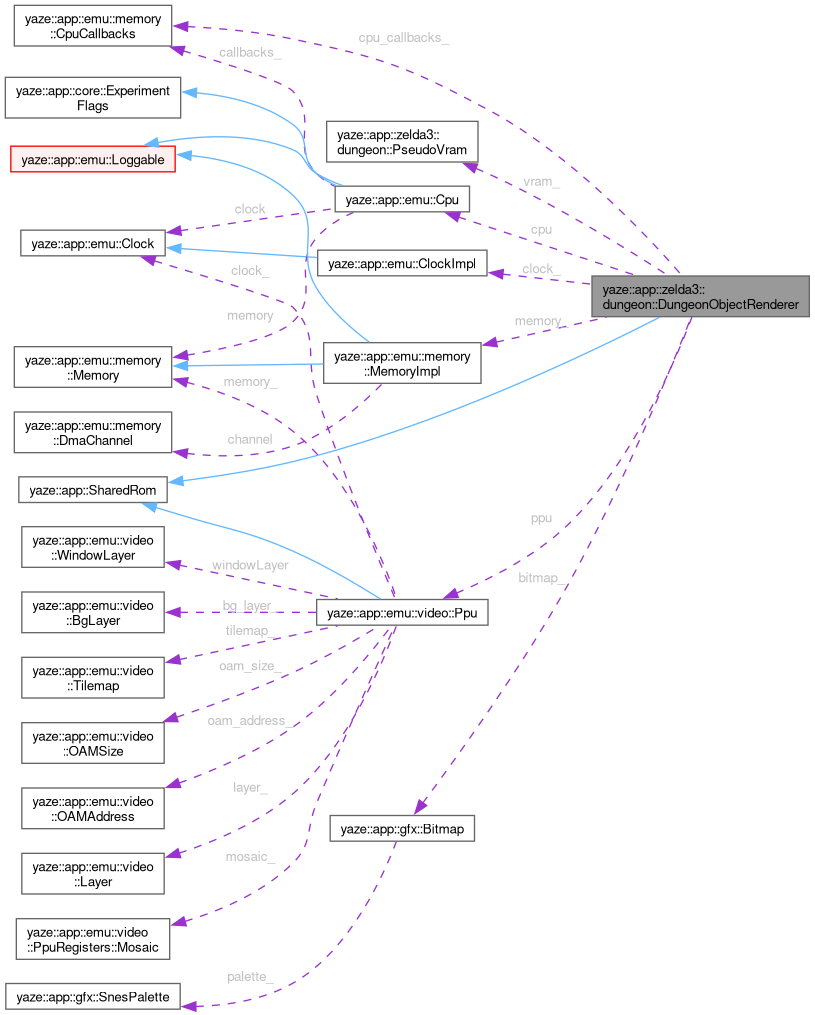 yaze::app::emu::memory
::CpuCallbacks
cpu_callbacks_
callbacks_
yaze::app::core::Experiment
Flags
yaze::app::zelda3::
dungeon::PseudoVram
yaze::app::emu::Loggable
vram_
yaze::app::emu::Cpu
clock
cpu
yaze::app::emu::Clock
yaze::app::emu::ClockImpl
clock_
clock_
yaze::app::zelda3::
dungeon::DungeonObjectRenderer
memory
memory_
yaze::app::emu::memory
::Memory
yaze::app::emu::memory
::MemoryImpl
memory_
yaze::app::emu::memory
::DmaChannel
channel
yaze::app::SharedRom
ppu
yaze::app::emu::video
::WindowLayer
windowLayer
bitmap_
yaze::app::emu::video
::BgLayer
bg_layer_
yaze::app::emu::video::Ppu
tilemap_
yaze::app::emu::video
::Tilemap
oam_size_
yaze::app::emu::video
::OAMSize
oam_address_
yaze::app::emu::video
::OAMAddress
layer_
yaze::app::gfx::Bitmap
yaze::app::emu::video
::Layer
mosaic_
yaze::app::emu::video
::PpuRegisters::Mosaic
palette_
yaze::app::gfx::SnesPalette